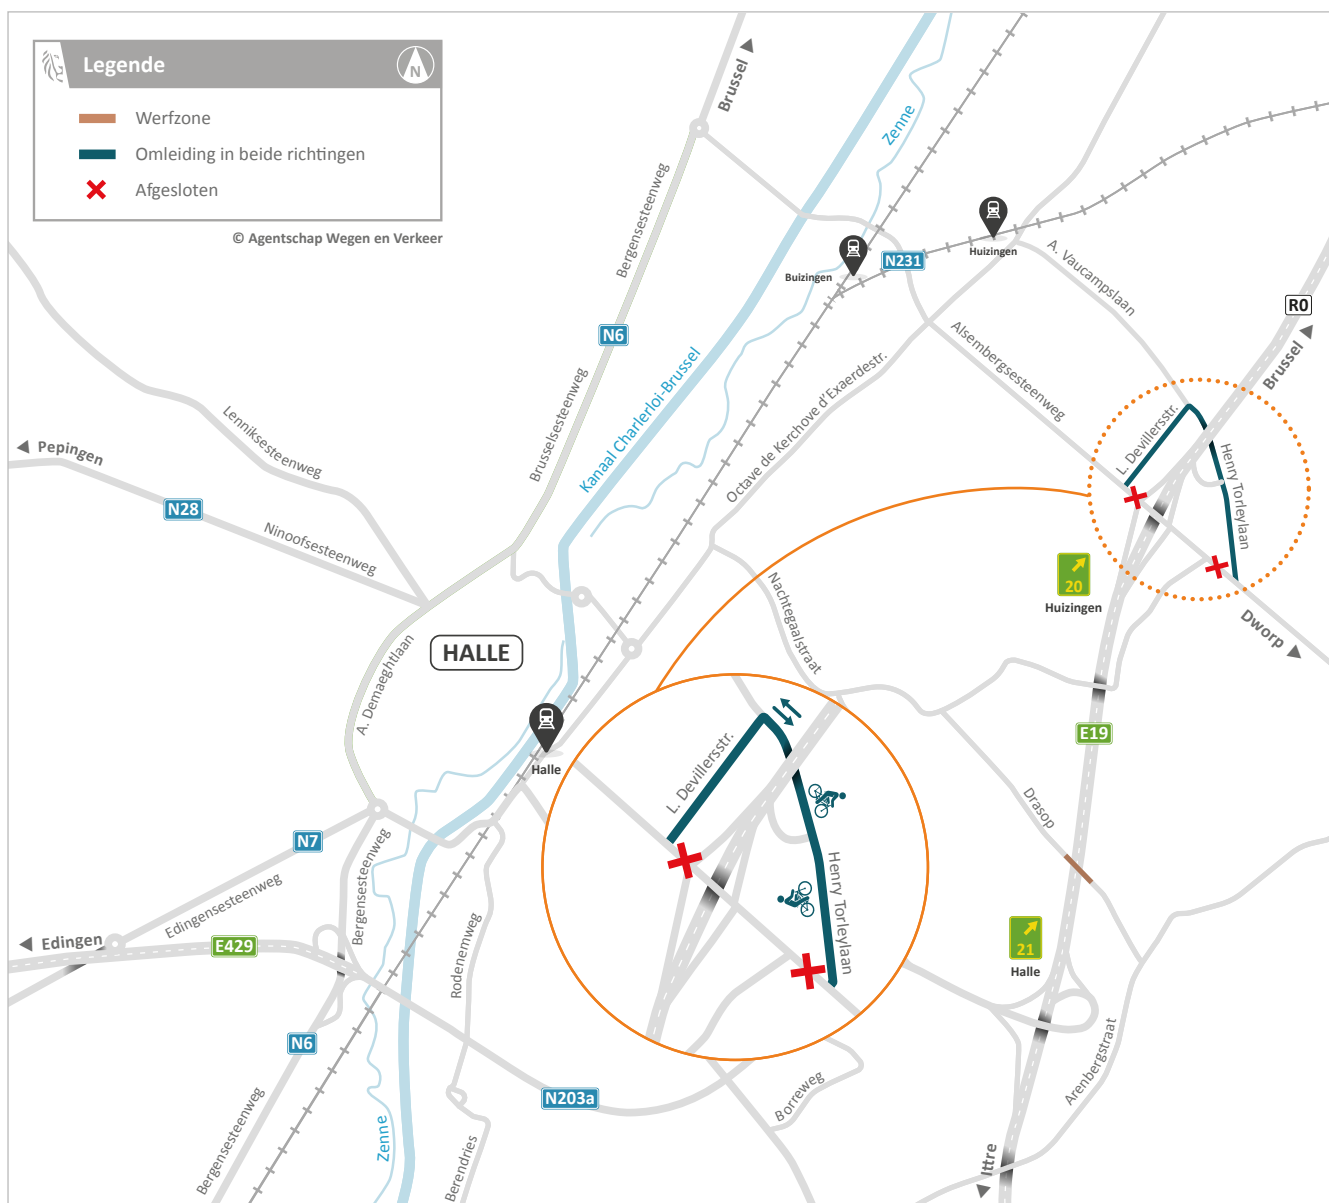 Legende
N
Werfzone
Omleiding in beide richtingen
Afgesloten
© Agentschap Wegen en Verkeer
Brussel
Bergensesteenweg
Zenne
Huizingen
Buizingen
N231
A. Vaucampslaan
R0
Brussel
N6
Alsembergsesteenweg
Kanaal Charlerloi-Brussel
Octave de Kerchove d'Exaerdestr.
Brusselsesteenweg
Lenniksesteenweg
Pepingen
N28
Ninoofsesteenweg
L. Devillersstr.
Henry Torleylaan
20
Huizingen
Dworp
Nachtegaalstraat
HALLE
A. Demaeghtlaan
Halle
L. Devillersstr.
Henry Torleylaan
E19
Drasop
N7
Bergensesteenweg
Edingensesteenweg
Edingen
E429
Rodenemweg
21
Halle
N6
N203a
Borreweg
Arenbergstraat
Bergensesteenweg
Zenne
Berendries
Ittre